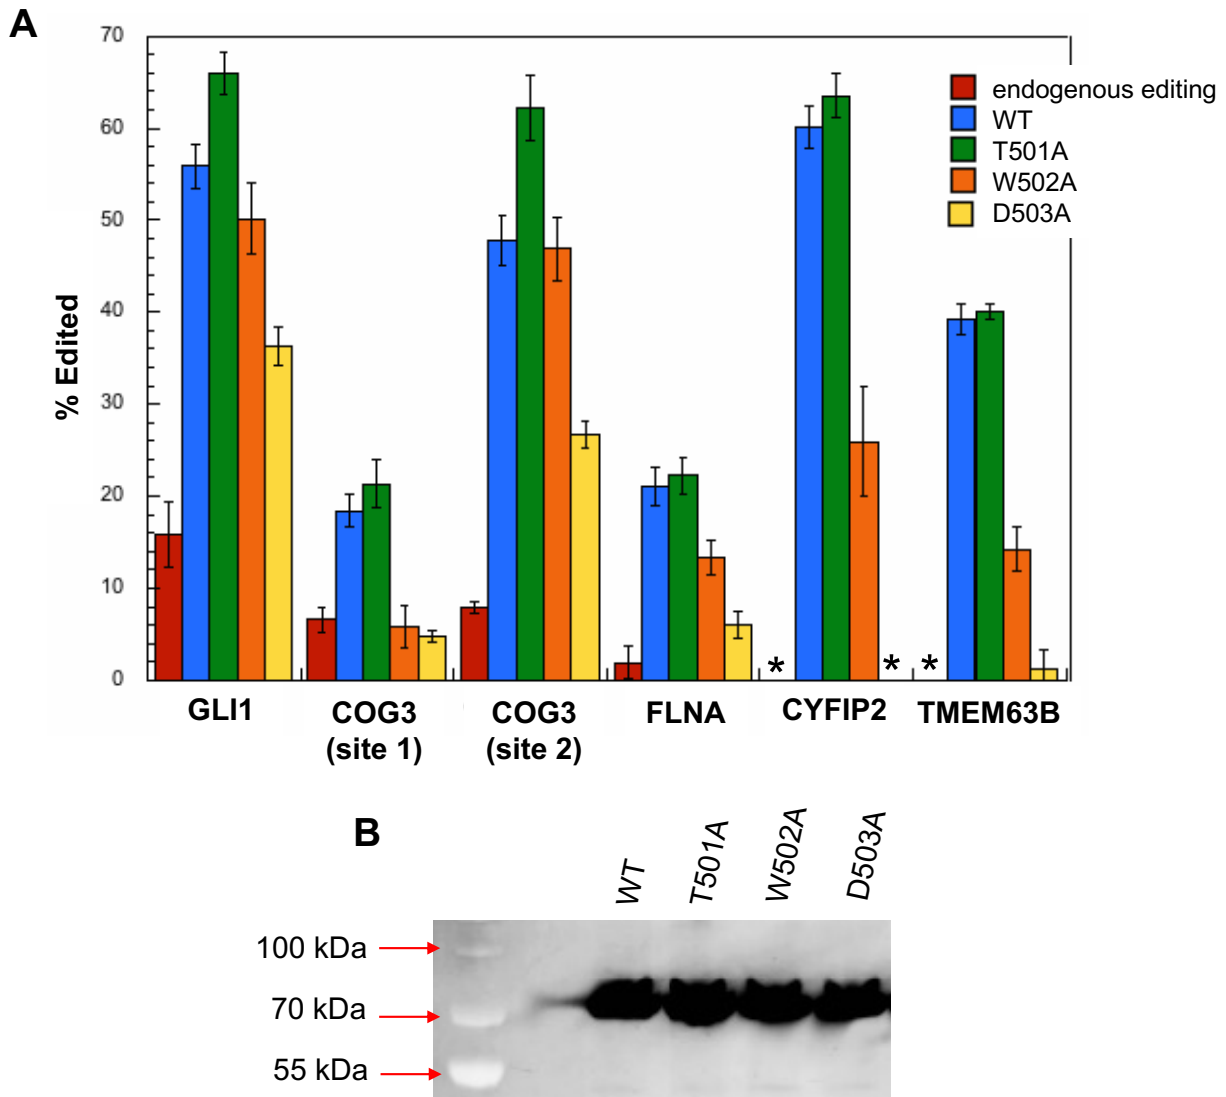 A
70
60
50
40
30
20
10
0
% Edited
endogenous editing
WT
T501A
W502A
D503A
* * *
GLI1 COG3 COG3 FLNA CYFIP2 TMEM63B
(site 1) (site 2)
B
WT T501A W502A D503A
100 kDa
70 kDa
55 kDa